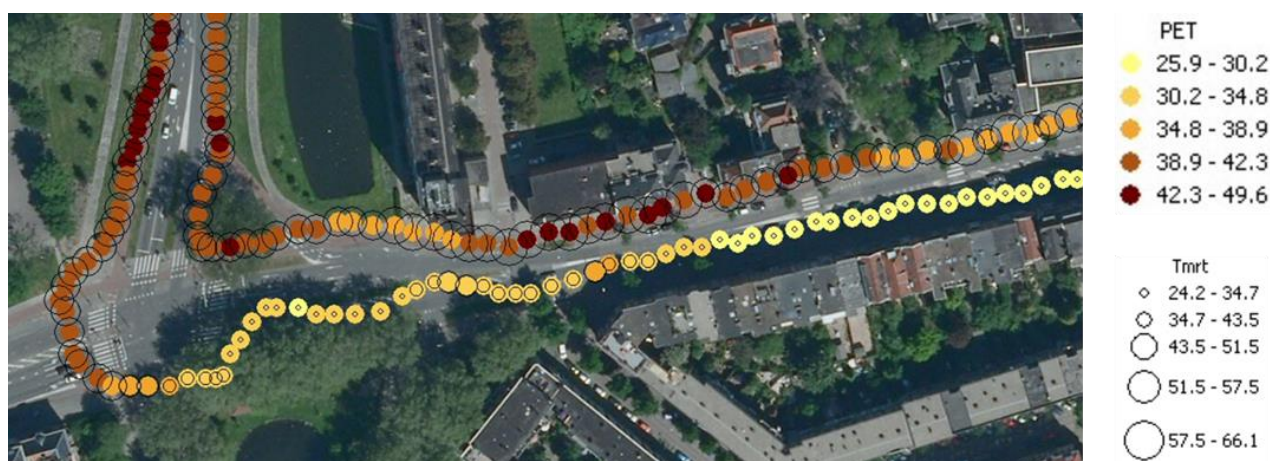 PET
25.9 - 30.2
30.2 - 34.8
34.8 - 38.9
38.9 - 42.3
42.3 - 49.6
Tmrt
24.2 - 34.7
34.7 - 43.5
43.5 - 51.5
51.5 - 57.5
57.5 - 66.1